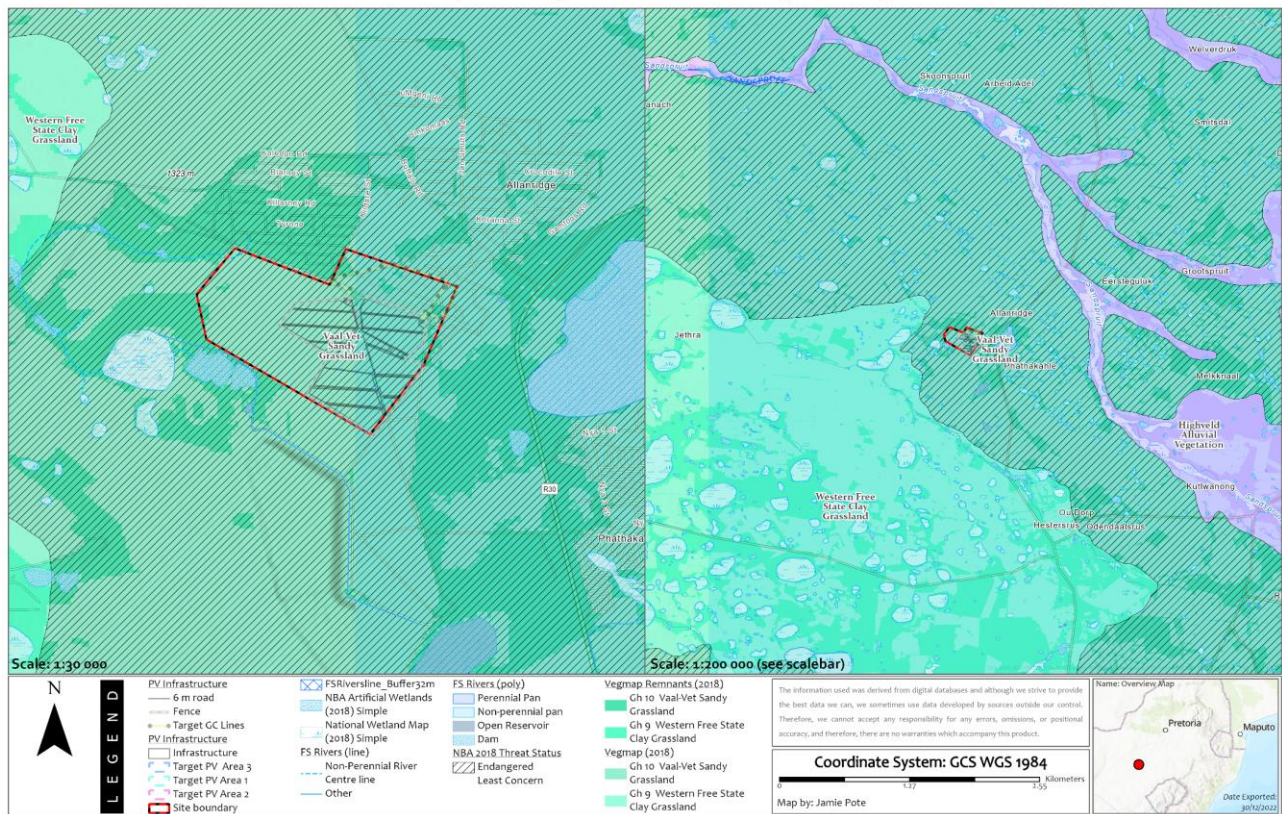 Western Free
State Clay
Grassland
1323 m
Allanridge
Vaal-Vet
Sandy
Grassland
R30
Phathaka
Scale: 1:30 000
Welverdruk
Skoonspruit
Sandspruit
Smitsdal
Grootspruit
Eersteguluk
Sandspruit
Allanridge
Jethra
Vaal-Vet
Sandy
Grassland
Phathakahle
Melkkraal
Highveld
Alluvial
Vegetation
Kutlwanong
Western Free
State Clay
Grassland
Ou Dorp
Hestersrus
Odendaalsrus
Scale: 1:200 000 (see scalebar)
N
LEGEND
PV Infrastructure
6 m road
Fence
Target GC Lines
PV Infrastructure
Infrastructure
Target PV Area 3
Target PV Area 1
Target PV Area 2
Site boundary
FSRiversline_Buffer32m
NBA Artificial Wetlands
(2018) Simple
National Wetland Map
(2018) Simple
FS Rivers (line)
Non-Perennial River
Centre line
Other
FS Rivers (poly)
Perennial Pan
Non-perennial pan
Open Reservoir
Dam
NBA 2018 Threat Status
Endangered
Least Concern
Vegmap Remnants (2018)
Gh 10 Vaal-Vet Sandy
Grassland
Gh 9 Western Free State
Clay Grassland
Vegmap (2018)
Gh 10 Vaal-Vet Sandy
Grassland
Gh 9 Western Free State
Clay Grassland
The information used was derived from digital databases and although we strive to provide
the best data we can, we sometimes use data developed by sources outside our control.
Therefore, we cannot accept any responsibility for any errors, omissions, or positional
accuracy, and therefore, there are no warranties which accompany this product.
Coordinate System: GCS WGS 1984
Kilometers
0 1.27 2.55
Map by: Jamie Pote
Name: Overview Map
Pretoria
Maputo
Date Exported:
30/12/2022